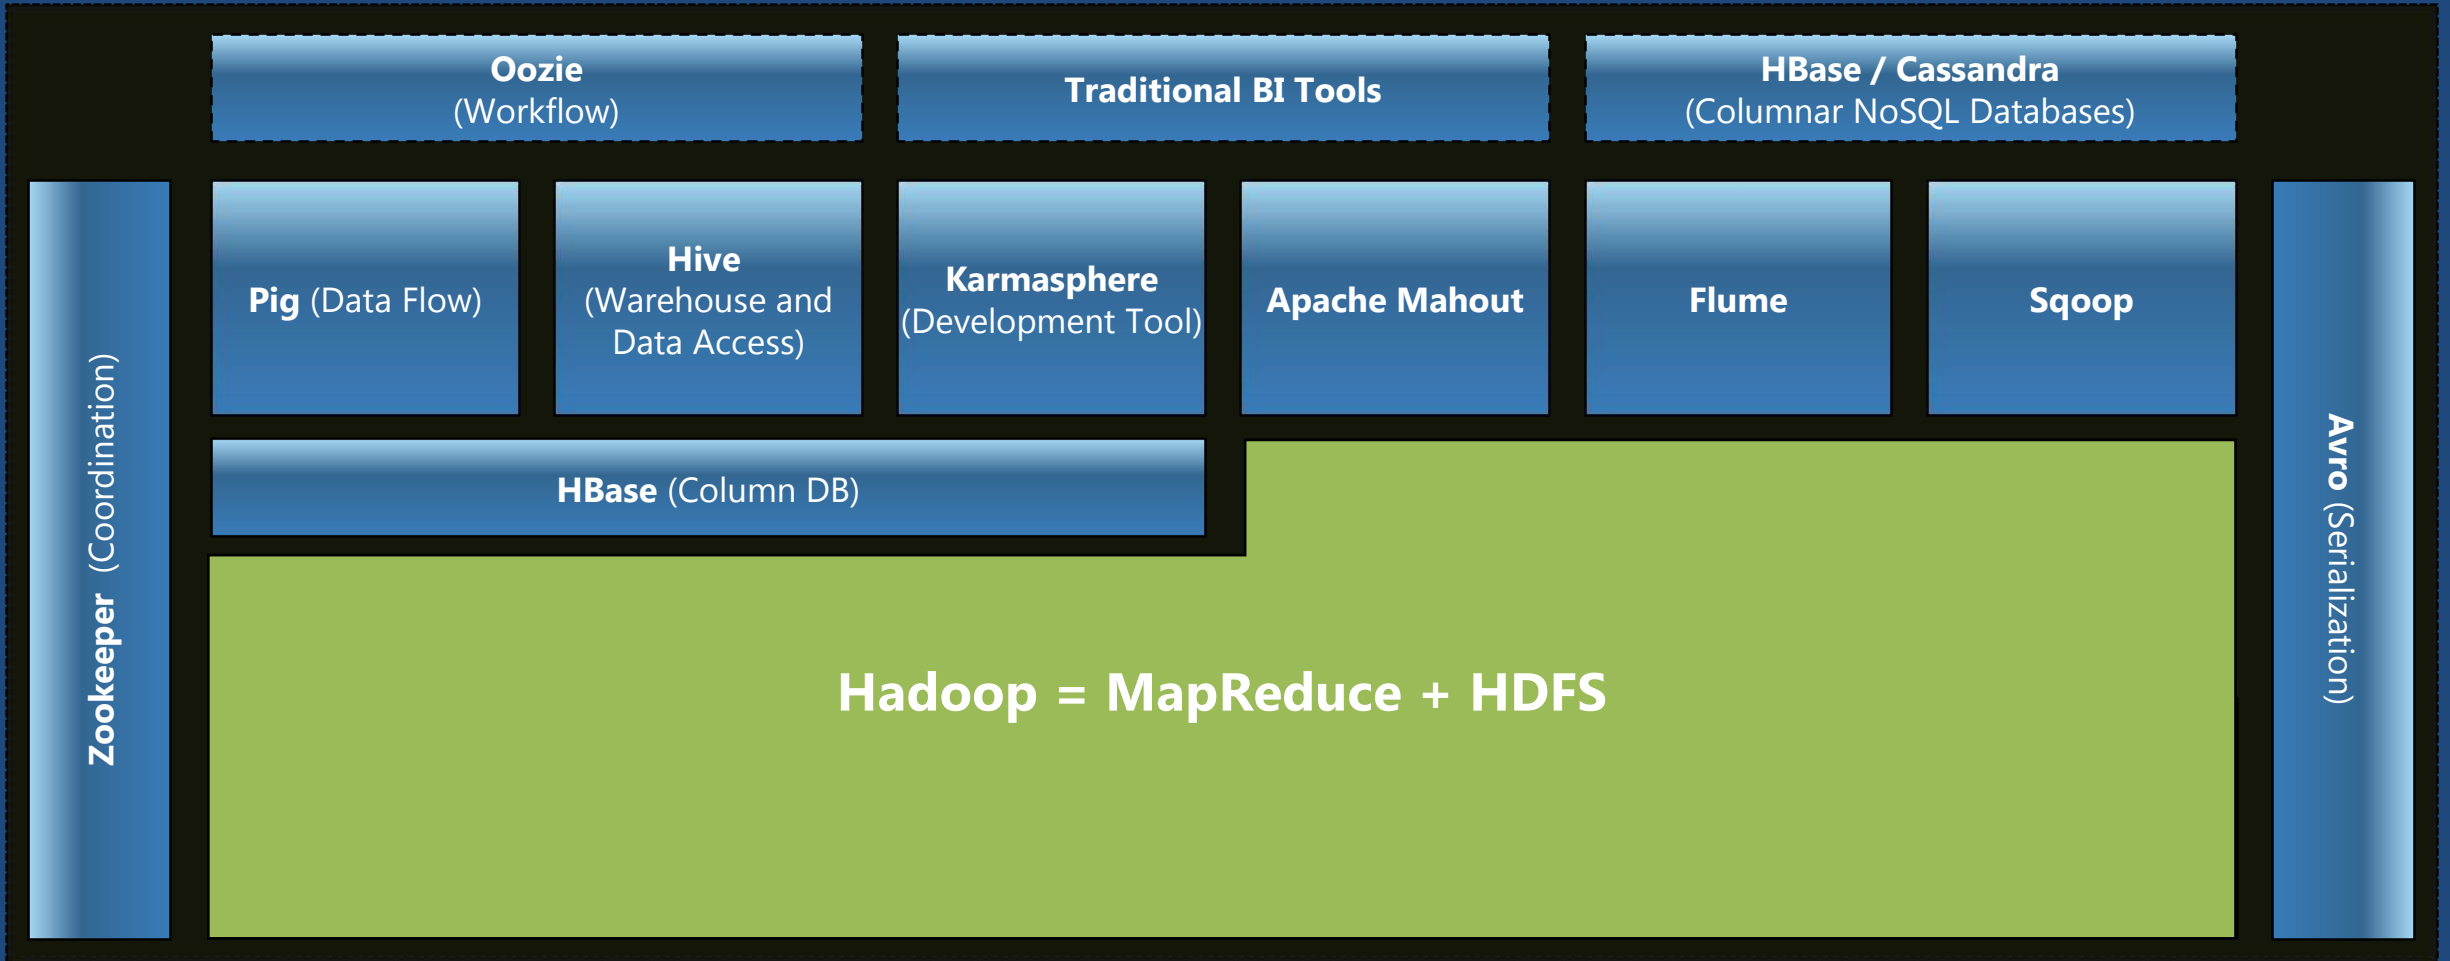 Oozie
(Workflow)
Traditional BI Tools
HBase / Cassandra
(Columnar NoSQL Databases)
Zookeeper (Coordination)
Pig (Data Flow)
Hive
(Warehouse and
Data Access)
Karmasphere
(Development Tool)
Apache Mahout
Flume
Sqoop
Avro (Serialization)
HBase (Column DB)
Hadoop = MapReduce + HDFS